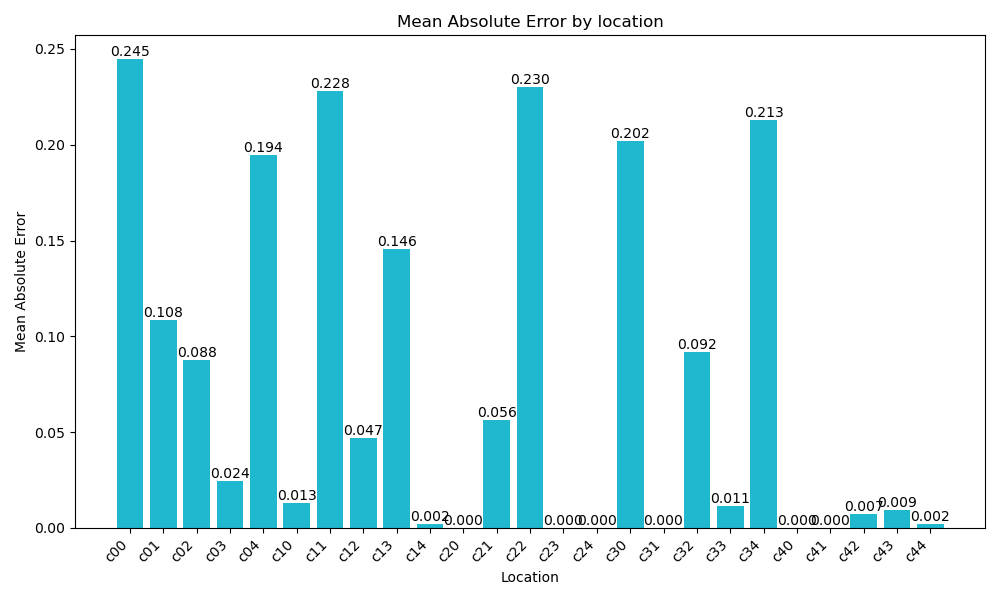 Mean Absolute Error by location
Mean Absolute Error
0.25
0.20
0.15
0.10
0.05
0.00
0.245
0.108
0.088
0.024
0.194
0.013
0.228
0.047
0.146
0.002
0.000
0.056
0.230
0.000
0.000
0.202
0.000
0.092
0.011
0.213
0.000
0.000
0.007
0.009
0.002
c00
c01
c02
c03
c04
c10
c11
c12
c13
c14
c20
c21
c22
c23
c24
c30
c31
c32
c33
c34
c40
c41
c42
c43
c44
Location